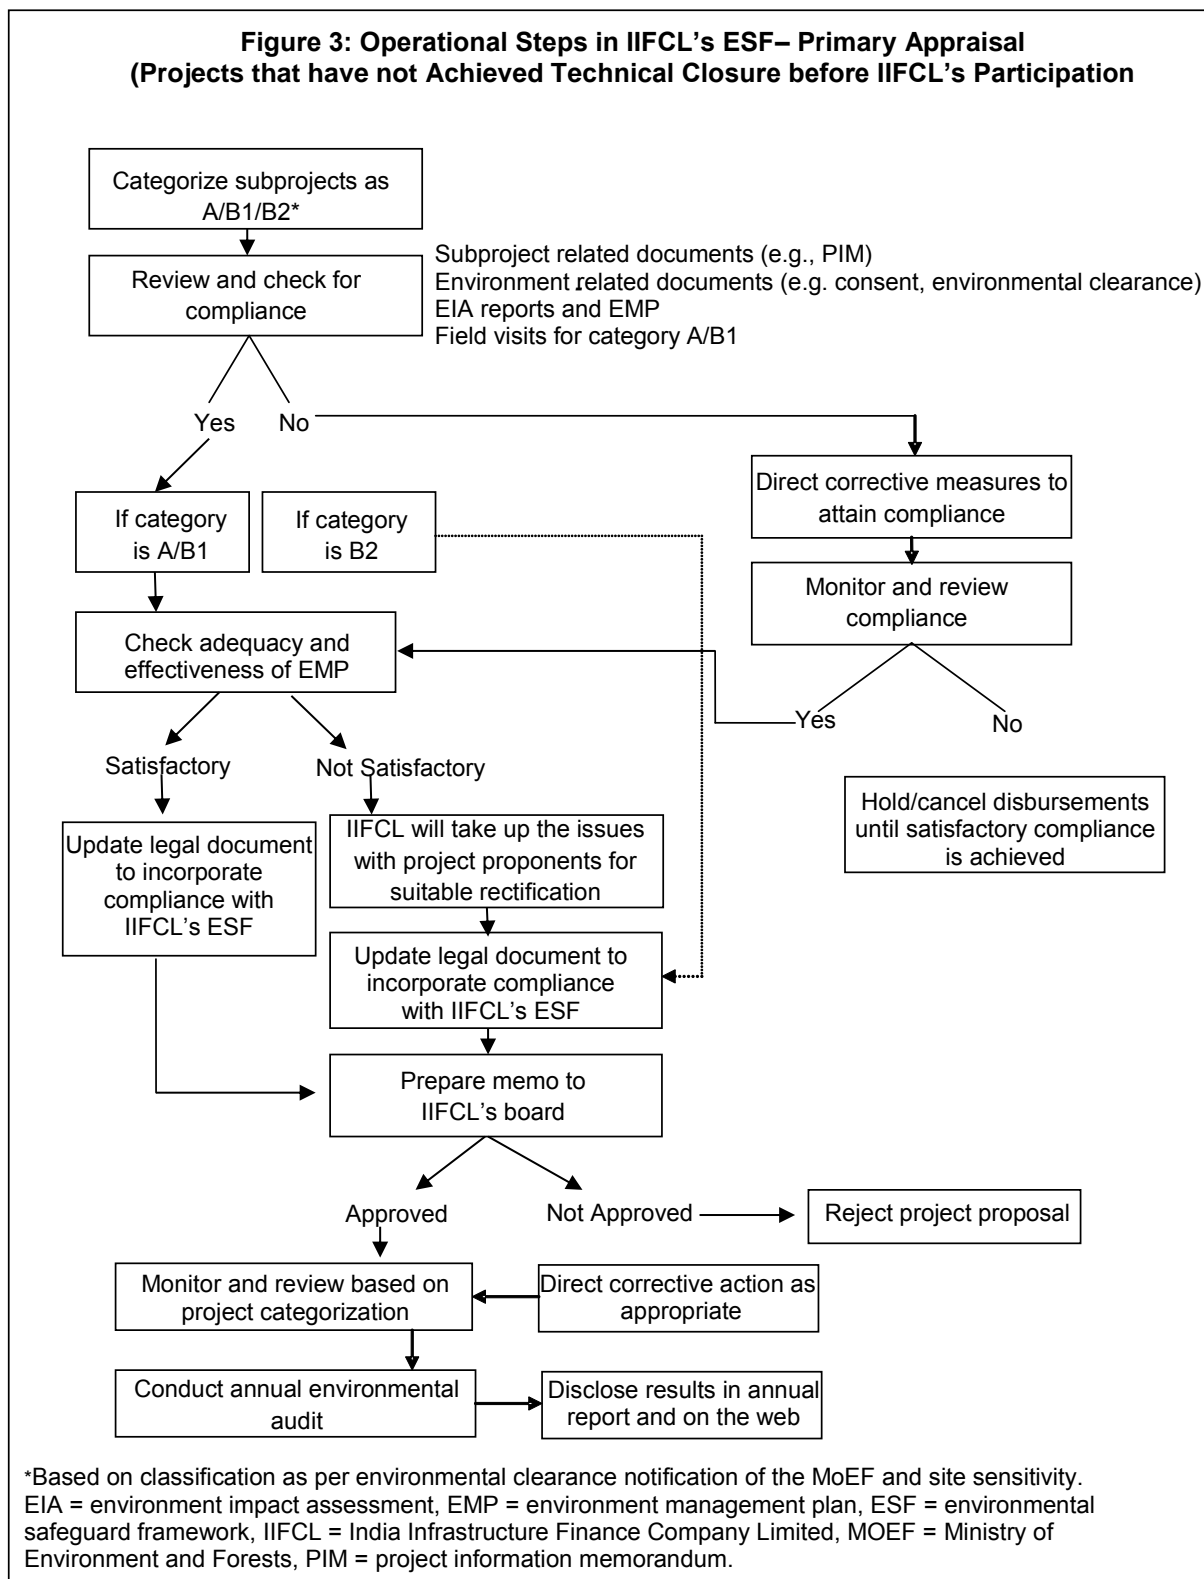 Figure 3: Operational Steps in IIFCL’s ESF– Primary Appraisal
(Projects that have not Achieved Technical Closure before IIFCL’s Participation
Categorize subprojects as
A/B1/B2*
Review and check for
compliance
Subproject related documents (e.g., PIM)
Environment related documents (e.g. consent, environmental clearance)
EIA reports and EMP
Field visits for category A/B1
Yes
No
If category
is A/B1
If category
is B2
Direct corrective measures to
attain compliance
Monitor and review
compliance
Check adequacy and
effectiveness of EMP
Yes
No
Satisfactory
Not Satisfactory
Hold/cancel disbursements
until satisfactory compliance
is achieved
Update legal document
to incorporate
compliance with
IIFCL’s ESF
IIFCL will take up the issues
with project proponents for
suitable rectification
Update legal document to
incorporate compliance
with IIFCL’s ESF
Prepare memo to
IIFCL’s board
Approved
Not Approved
Reject project proposal
Monitor and review based on
project categorization
Direct corrective action as
appropriate
Conduct annual environmental
audit
Disclose results in annual
report and on the web
*Based on classification as per environmental clearance notification of the MoEF and site sensitivity.
EIA = environment impact assessment, EMP = environment management plan, ESF = environmental
safeguard framework, IIFCL = India Infrastructure Finance Company Limited, MOEF = Ministry of
Environment and Forests, PIM = project information memorandum.